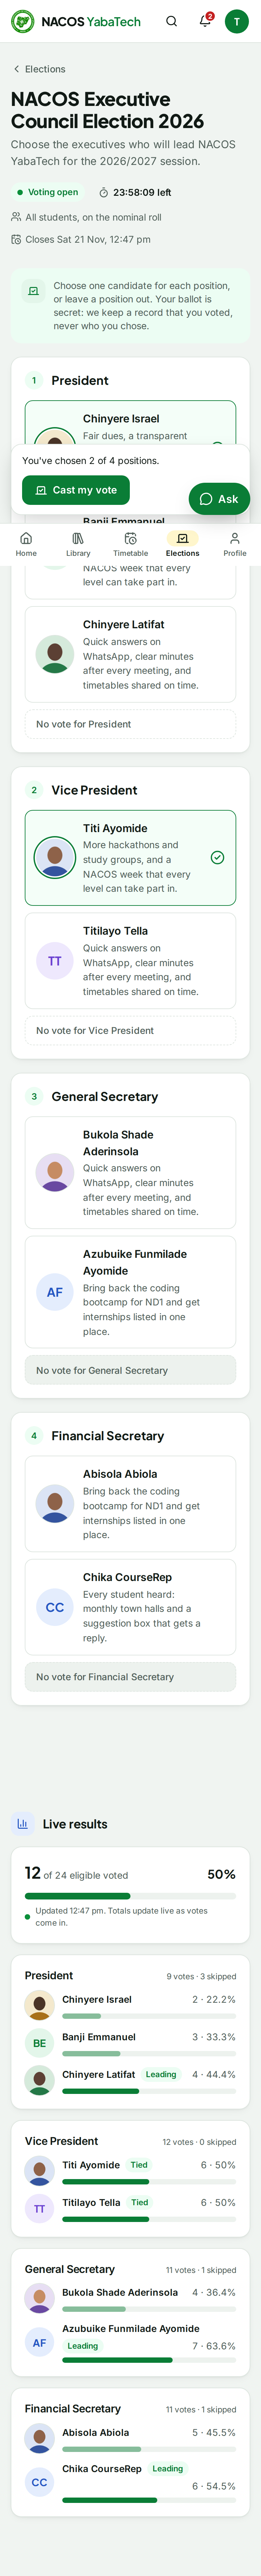 NACOS YabaTech
2
T
Elections
NACOS Executive
Council Election 2026
Choose the executives who will lead NACOS
YabaTech for the 2026/2027 session.
Voting open
23:58:09 left
All students, on the nominal roll
Closes Sat 21 Nov, 12:47 pm
Choose one candidate for each position,
or leave a position out. Your ballot is
secret: we keep a record that you voted,
never who you chose.
1 President
Chinyere Israel
Fair dues, a transparent
You've chosen 2 of 4 positions.
Cast my vote
Ask
Banji Emmanuel
Home
Library
Timetable
Elections
Profile
NACOS week that every
level can take part in.
Chinyere Latifat
Quick answers on
WhatsApp, clear minutes
after every meeting, and
timetables shared on time.
No vote for President
2 Vice President
Titi Ayomide
More hackathons and
study groups, and a
NACOS week that every
level can take part in.
TT
Titilayo Tella
Quick answers on
WhatsApp, clear minutes
after every meeting, and
timetables shared on time.
No vote for Vice President
3 General Secretary
Bukola Shade
Aderinsola
Quick answers on
WhatsApp, clear minutes
after every meeting, and
timetables shared on time.
AF
Azubuike Funmilade
Ayomide
Bring back the coding
bootcamp for ND1 and get
internships listed in one
place.
No vote for General Secretary
4 Financial Secretary
Abisola Abiola
Bring back the coding
bootcamp for ND1 and get
internships listed in one
place.
CC
Chika CourseRep
Every student heard:
monthly town halls and a
suggestion box that gets a
reply.
No vote for Financial Secretary
Live results
12 of 24 eligible voted 50%
Updated 12:47 pm. Totals update live as votes
come in.
President 9 votes · 3 skipped
Chinyere Israel 2 · 22.2%
BE Banji Emmanuel 3 · 33.3%
Chinyere Latifat Leading 4 · 44.4%
Vice President 12 votes · 0 skipped
Titi Ayomide Tied 6 · 50%
TT Titilayo Tella Tied 6 · 50%
General Secretary 11 votes · 1 skipped
Bukola Shade Aderinsola 4 · 36.4%
AF Azubuike Funmilade Ayomide
Leading 7 · 63.6%
Financial Secretary 11 votes · 1 skipped
Abisola Abiola 5 · 45.5%
CC Chika CourseRep Leading
6 · 54.5%